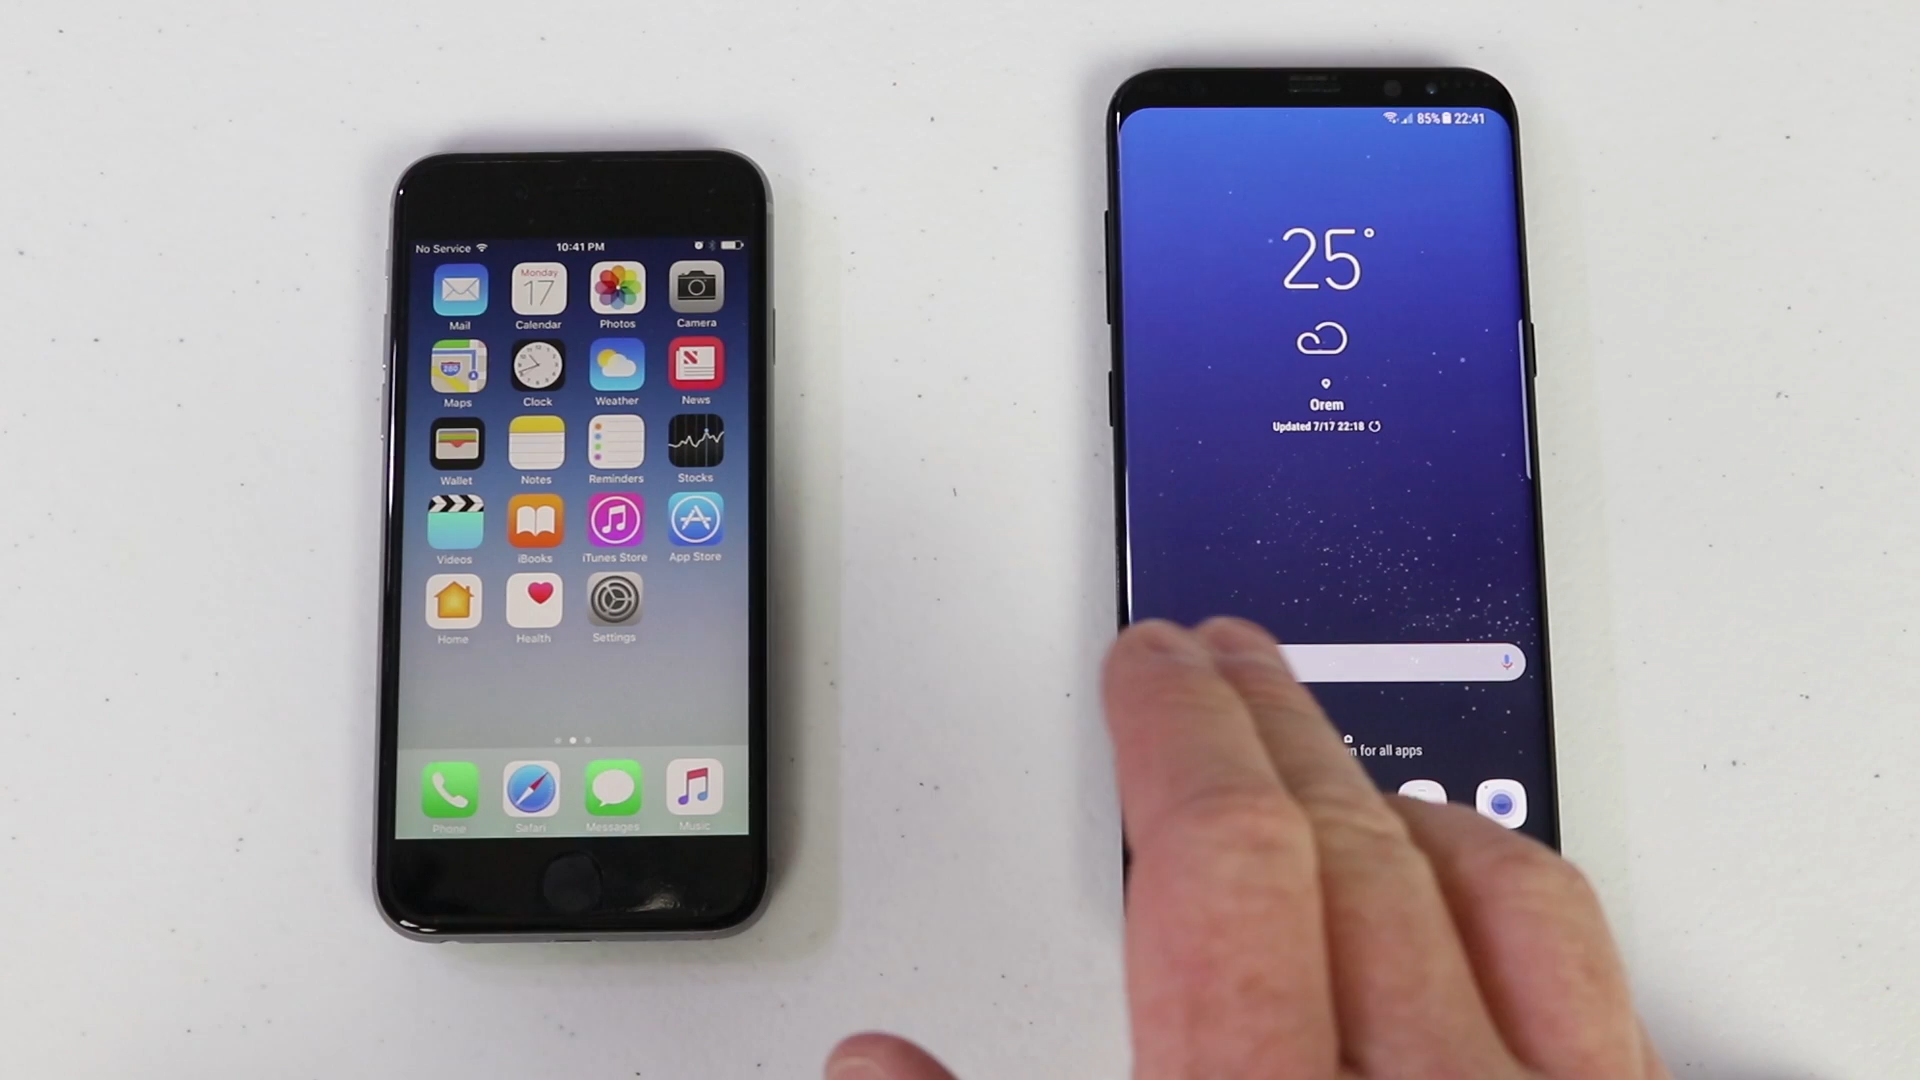 No Service 10:41 PM
Monday
17
Mail Calendar Photos Camera
280
Maps Clock Weather News
Wallet Notes Reminders Stocks
Videos iBooks iTunes Store App Store
Home Health Settings
Phone Safari Messages Music
85% 22:41
25°
Orem
Updated 7/17 22:18
for all apps